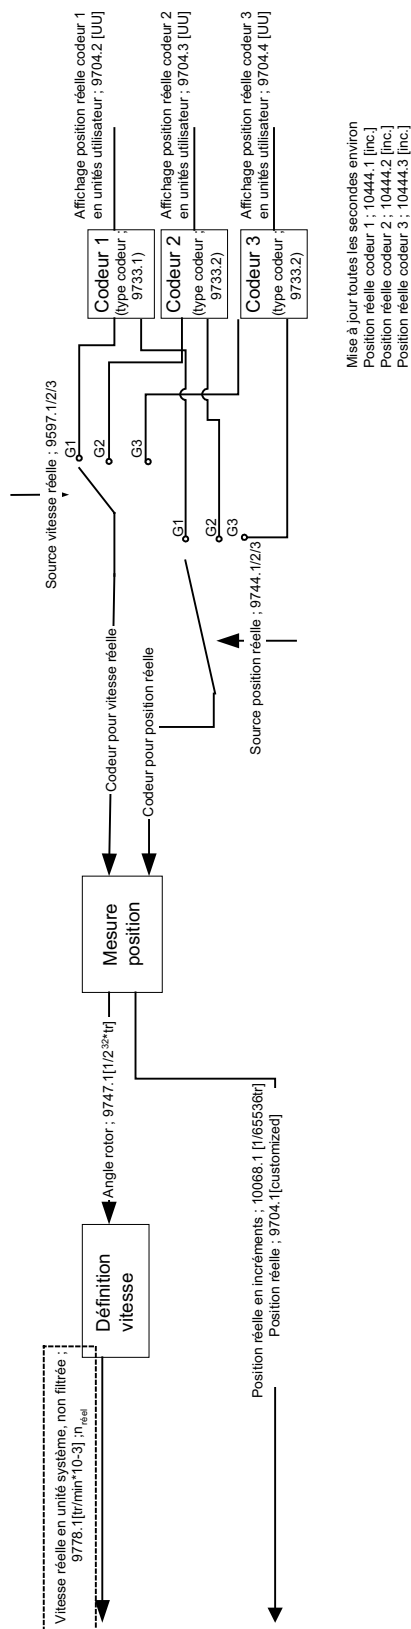 Affichage position réelle codeur 1
en unités utilisateur ; 9704.2 [UU]
Affichage position réelle codeur 2
en unités utilisateur ; 9704.3 [UU]
Affichage position réelle codeur 3
en unités utilisateur ; 9704.4 [UU]
Codeur 1
(type codeur ;
9733.1)
Codeur 2
(type codeur ;
9733.2)
Codeur 3
(type codeur ;
9733.2)
Mise à jour toutes les secondes environ
Position réelle codeur 1 ; 10444.1 [inc.]
Position réelle codeur 2 ; 10444.2 [inc.]
Position réelle codeur 3 ; 10444.3 [inc.]
Source vitesse réelle ; 9597.1/2/3
G1
G2
G3
G1
G2
G3
Source position réelle ; 9744.1/2/3
Codeur pour vitesse réelle
Codeur pour position réelle
Mesure
position
Angle rotor ; 9747.1[1/2³²*tr]
Position réelle en incréments ; 10068.1 [1/65536tr]
Position réelle ; 9704.1[customized]
Définition
vitesse
Vitesse réelle en unité système, non filtrée ;
9778.1[tr/min*10-3] ;nréel